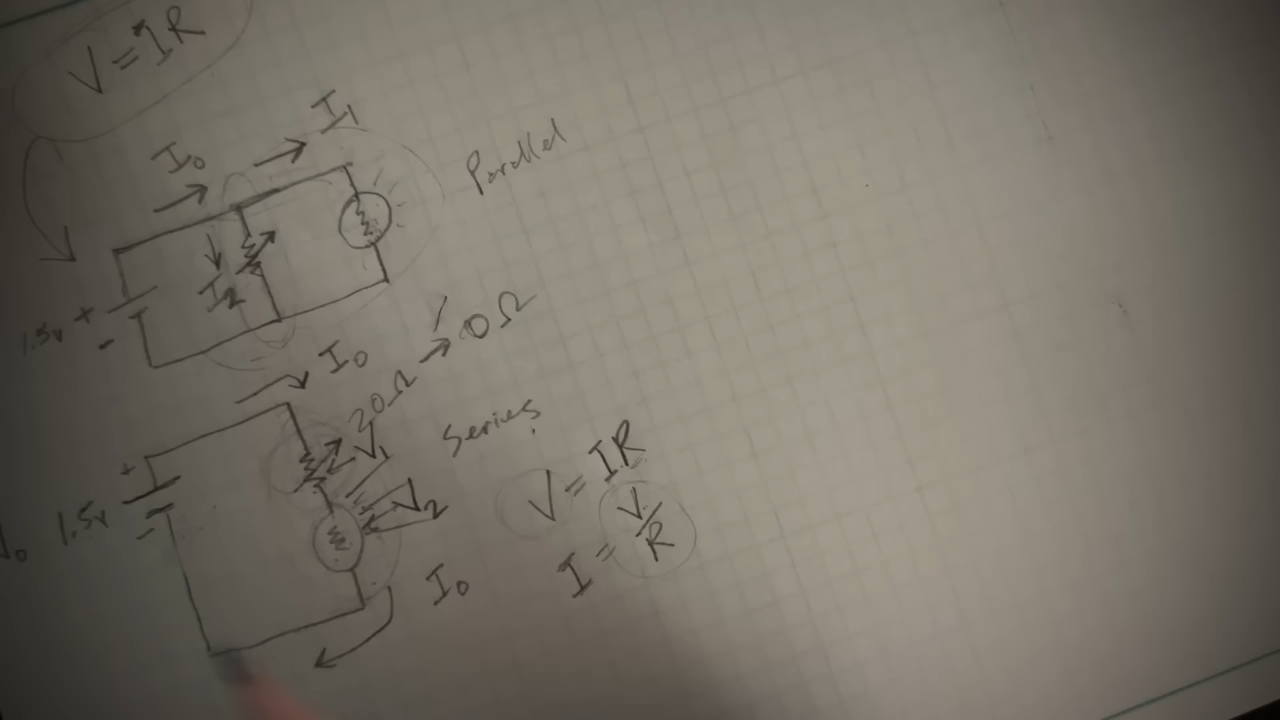 V=IR
I₁
I₀
Parallel
I₂
1.5v
+
-
I₀
20Ω → 0Ω
Series
V₁
+
1.5v
-
V₂
V=IR
I=V/R
I₀